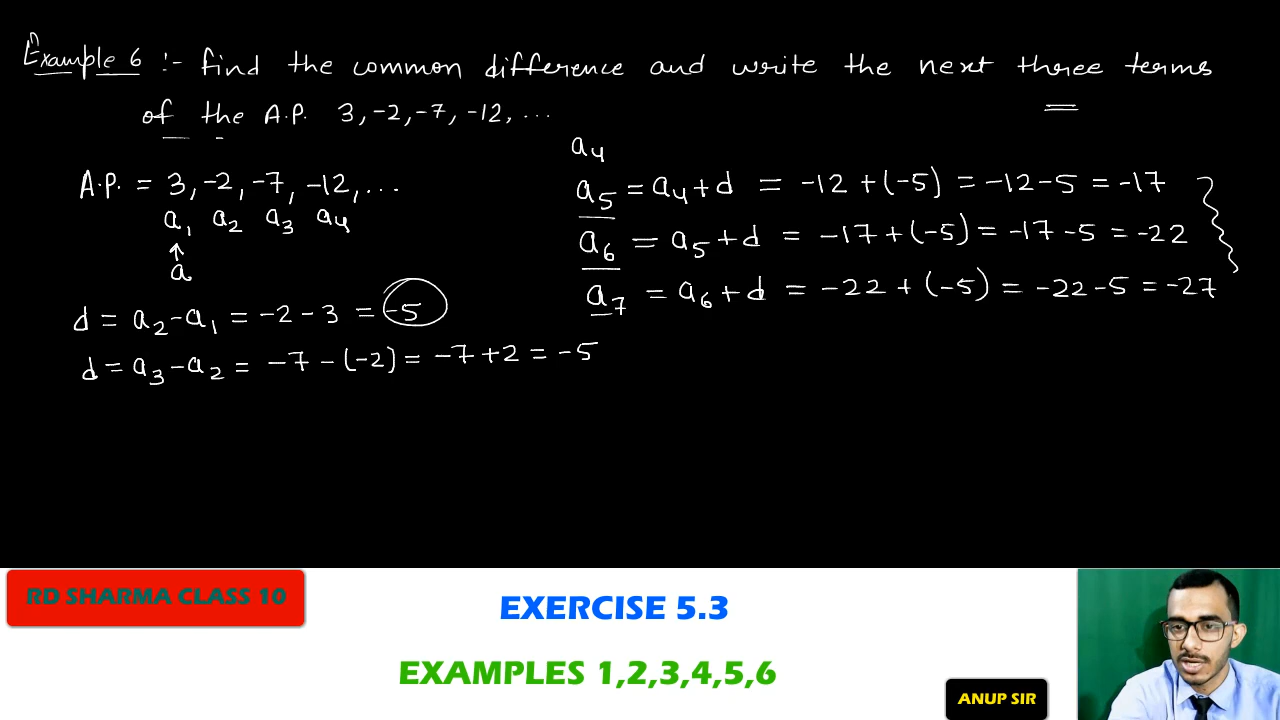 Example 6 :- find the common difference and write the next three terms
of the A.P. 3, -2, -7, -12, ...
A.P. = 3, -2, -7, -12, ...
a₁ a₂ a₃ a₄
↑
a
d = a₂ - a₁ = -2 - 3 = -5
d = a₃ - a₂ = -7 - (-2) = -7 + 2 = -5
a₄
a₅ = a₄ + d = -12 + (-5) = -12 - 5 = -17
a₆ = a₅ + d = -17 + (-5) = -17 - 5 = -22
a₇ = a₆ + d = -22 + (-5) = -22 - 5 = -27
RD SHARMA CLASS 10
EXERCISE 5.3
EXAMPLES 1,2,3,4,5,6
ANUP SIR